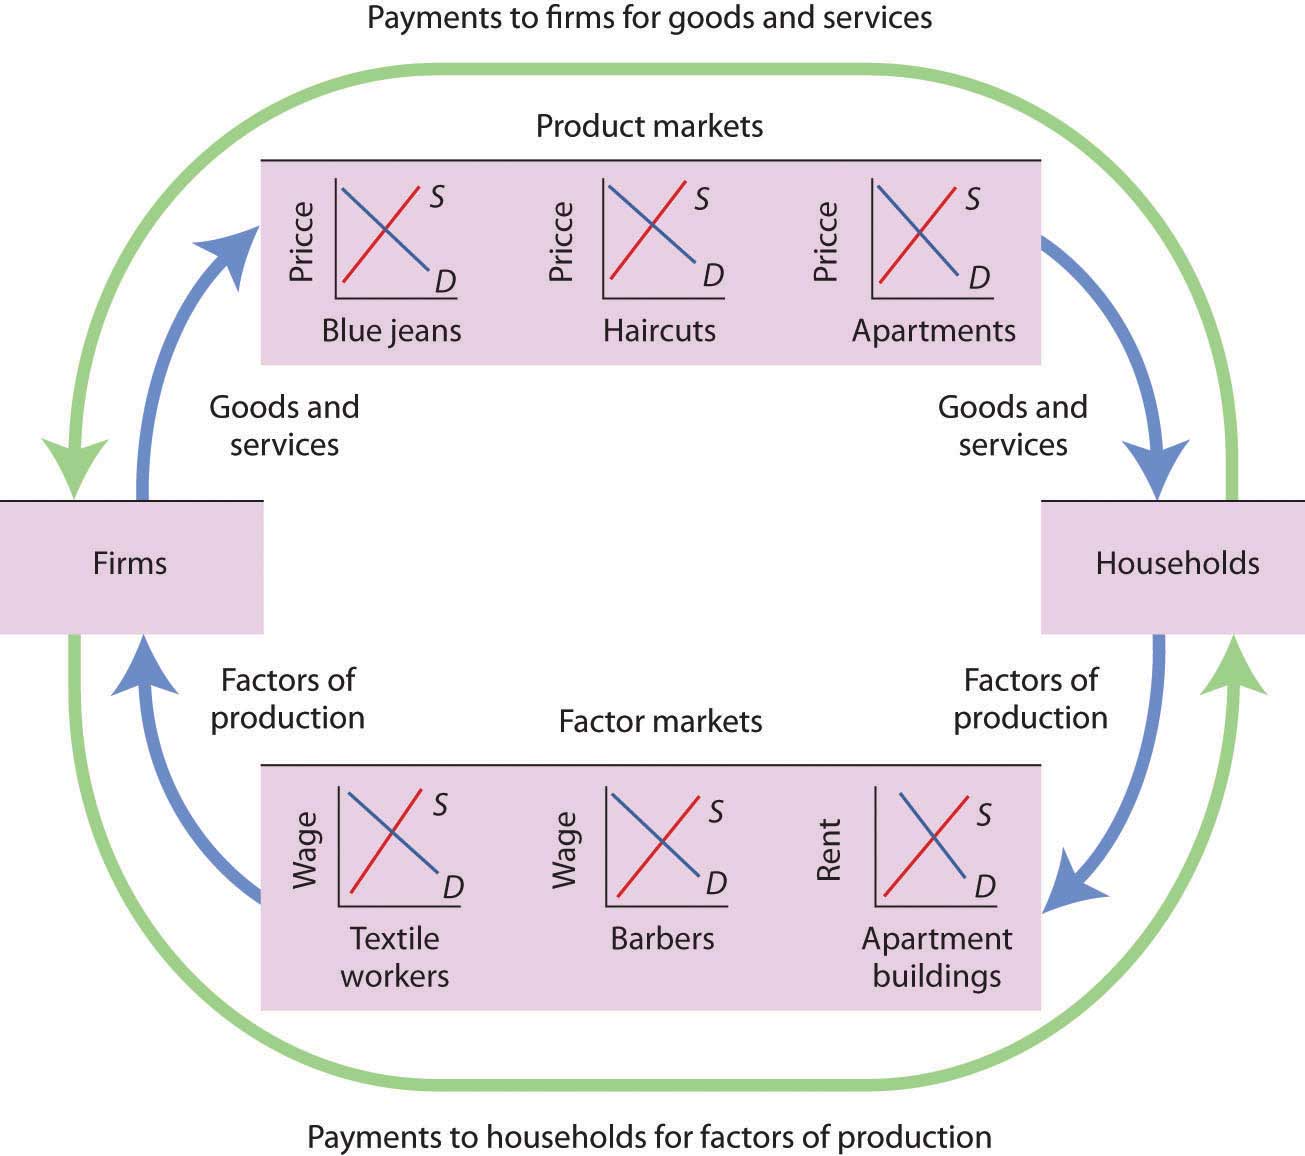 Payments to firms for goods and services
Product markets
Pricce
S
D
Blue jeans
Pricce
S
D
Haircuts
Pricce
S
D
Apartments
Goods and
services
Goods and
services
Firms
Households
Factors of
production
Factors of
production
Factor markets
Wage
S
D
Textile
workers
Wage
S
D
Barbers
Rent
S
D
Apartment
buildings
Payments to households for factors of production